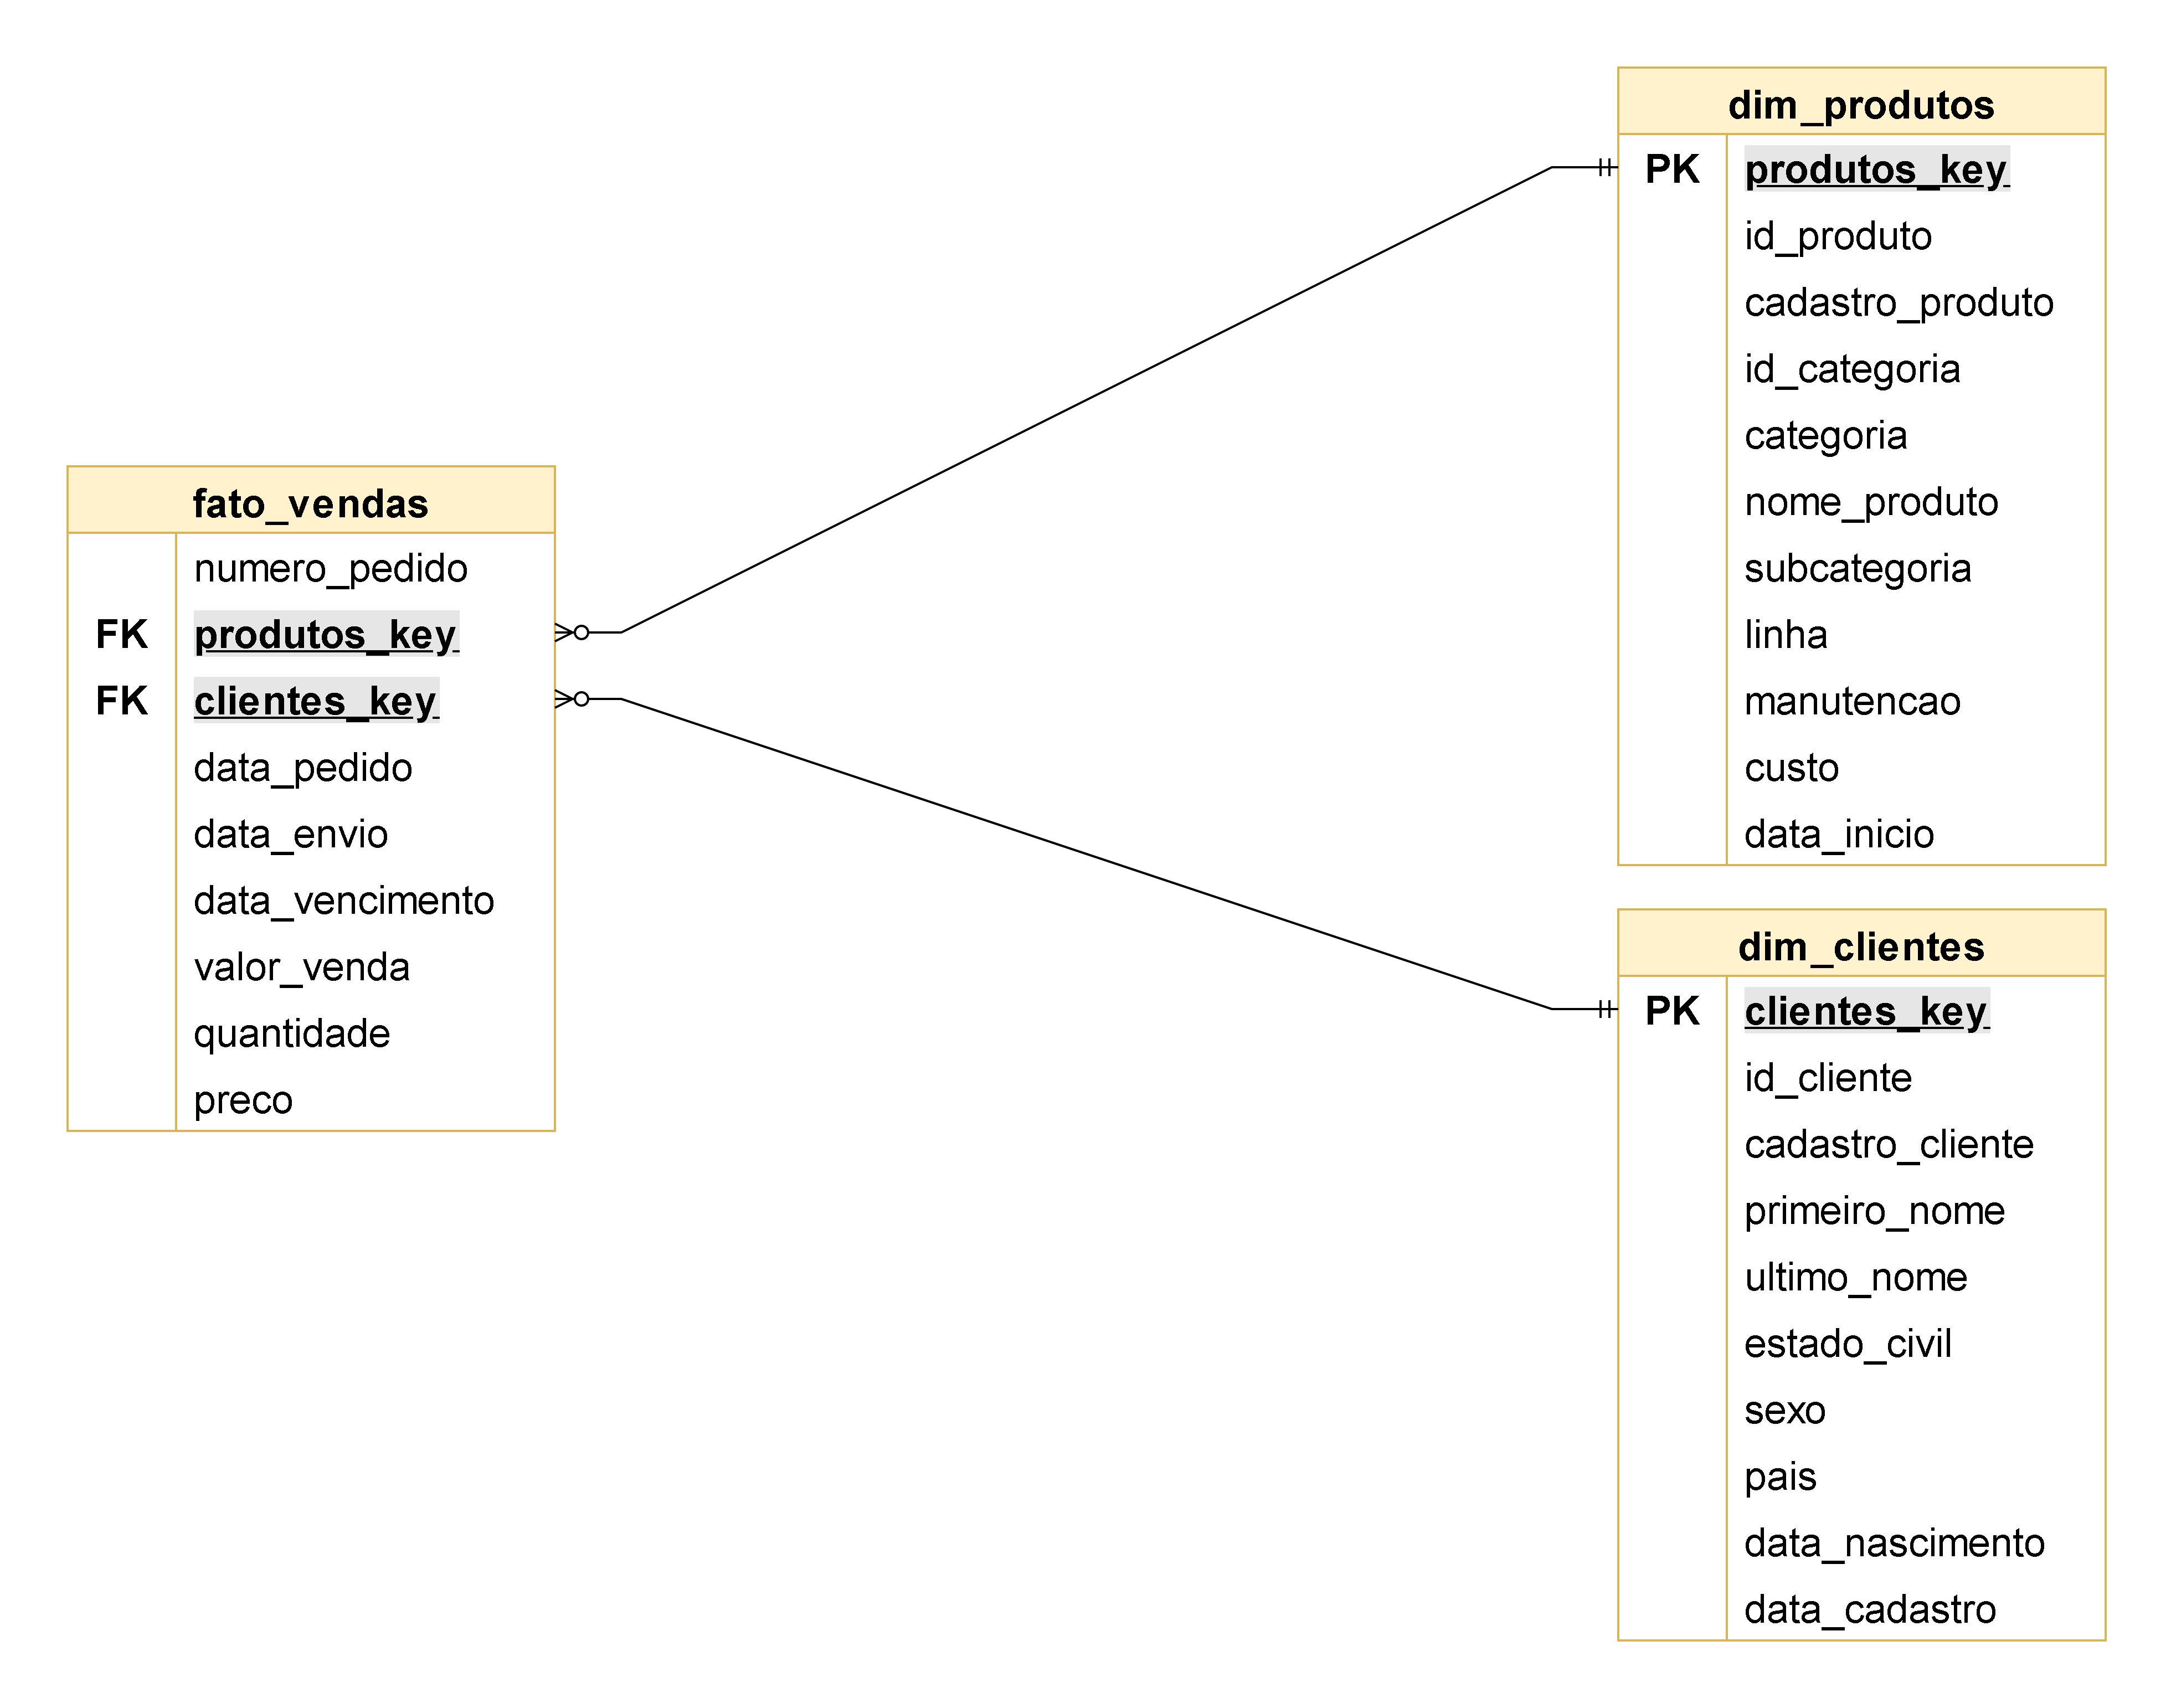 fato_vendas
numero_pedido
FK produtos_key
FK clientes_key
data_pedido
data_envio
data_vencimento
valor_venda
quantidade
preco
dim_produtos
PK produtos_key
id_produto
cadastro_produto
id_categoria
categoria
nome_produto
subcategoria
linha
manutencao
custo
data_inicio
dim_clientes
PK clientes_key
id_cliente
cadastro_cliente
primeiro_nome
ultimo_nome
estado_civil
sexo
pais
data_nascimento
data_cadastro